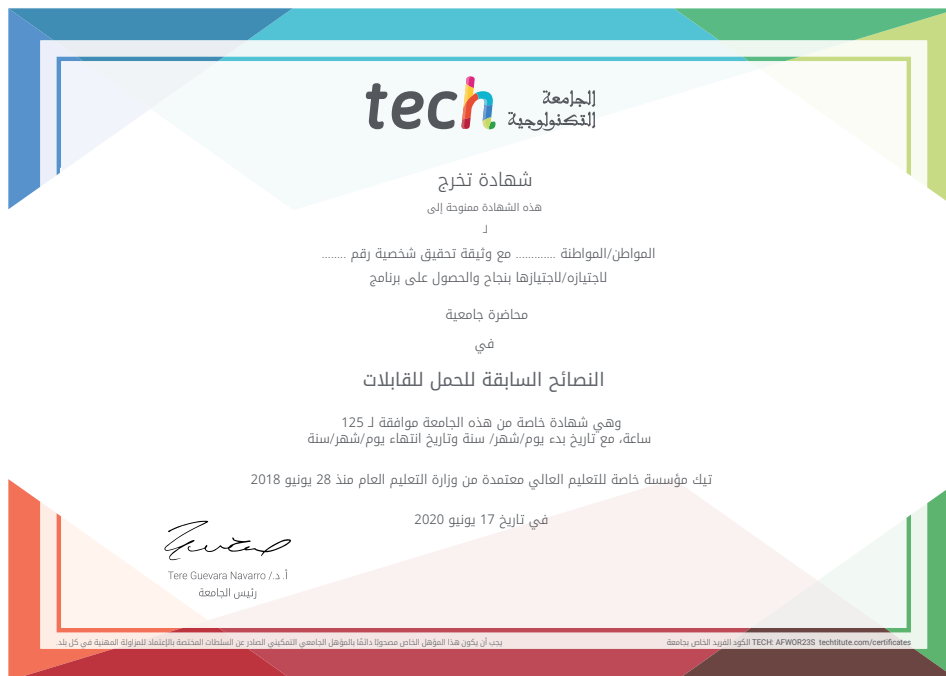 tech الجامعة
التكنولوجية
شهادة تخرج
هذه الشهادة ممنوحة إلى
لـ
المواطن/المواطنة ............ مع وثيقة تحقيق شخصية رقم ........
لاجتيازه/لاجتيازها بنجاح والحصول على برنامج
محاضرة جامعية
في
النصائح السابقة للحمل للقابلات
وهي شهادة خاصة من هذه الجامعة موافقة لـ 125
ساعة، مع تاريخ بدء يوم/شهر/ سنة وتاريخ انتهاء يوم/شهر/سنة
تيك مؤسسة خاصة للتعليم العالي معتمدة من وزارة التعليم العام منذ 28 يونيو 2018
في تاريخ 17 يونيو 2020
أ.د./ Tere Guevara Navarro
رئيس الجامعة
يجب أن يكون هذا المؤهل الخاص مصحوبًا دائمًا بالمؤهل الجامعي التمكيني الصادر عن السلطات المختصة بالإعتماد للمزاولة المهنية في كل بلد.
الكود الفريد الخاص بجامعة TECH: AFWOR23S techtitute.com/certificates